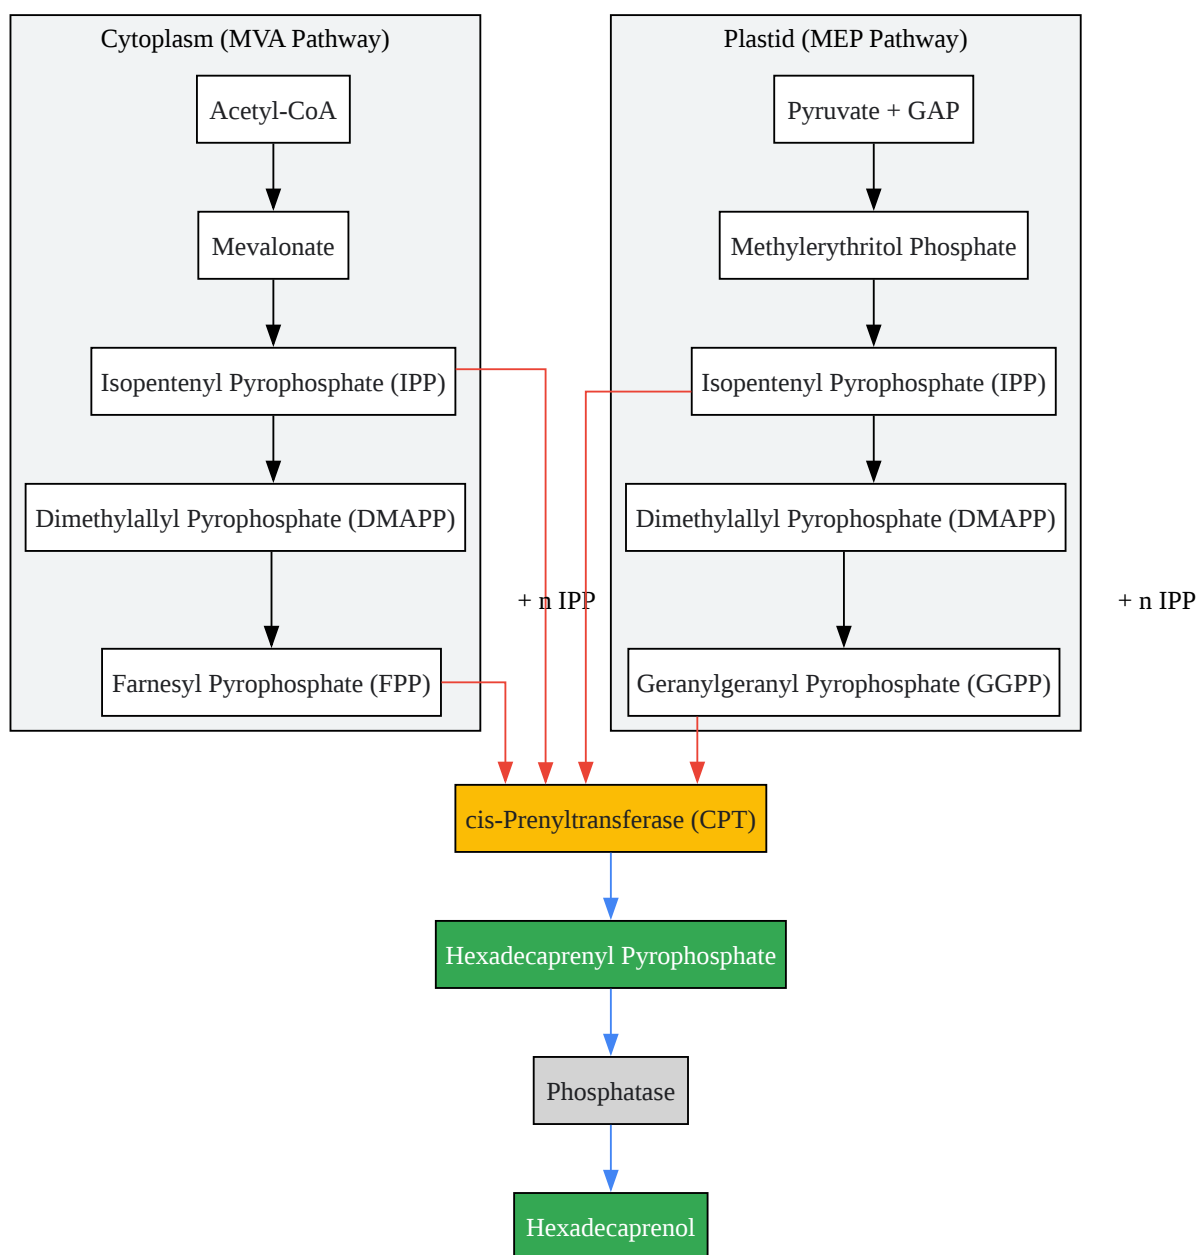 Cytoplasm (MVA Pathway)
Acetyl-CoA
Mevalonate
Isopentenyl Pyrophosphate (IPP)
Dimethylallyl Pyrophosphate (DMAPP)
+ n IPP
Farnesyl Pyrophosphate (FPP)
Plastid (MEP Pathway)
Pyruvate + GAP
Methylerythritol Phosphate
Isopentenyl Pyrophosphate (IPP)
Dimethylallyl Pyrophosphate (DMAPP)
+ n IPP
Geranylgeranyl Pyrophosphate (GGPP)
cis-Prenyltransferase (CPT)
Hexadecaprenyl Pyrophosphate
Phosphatase
Hexadecaprenol